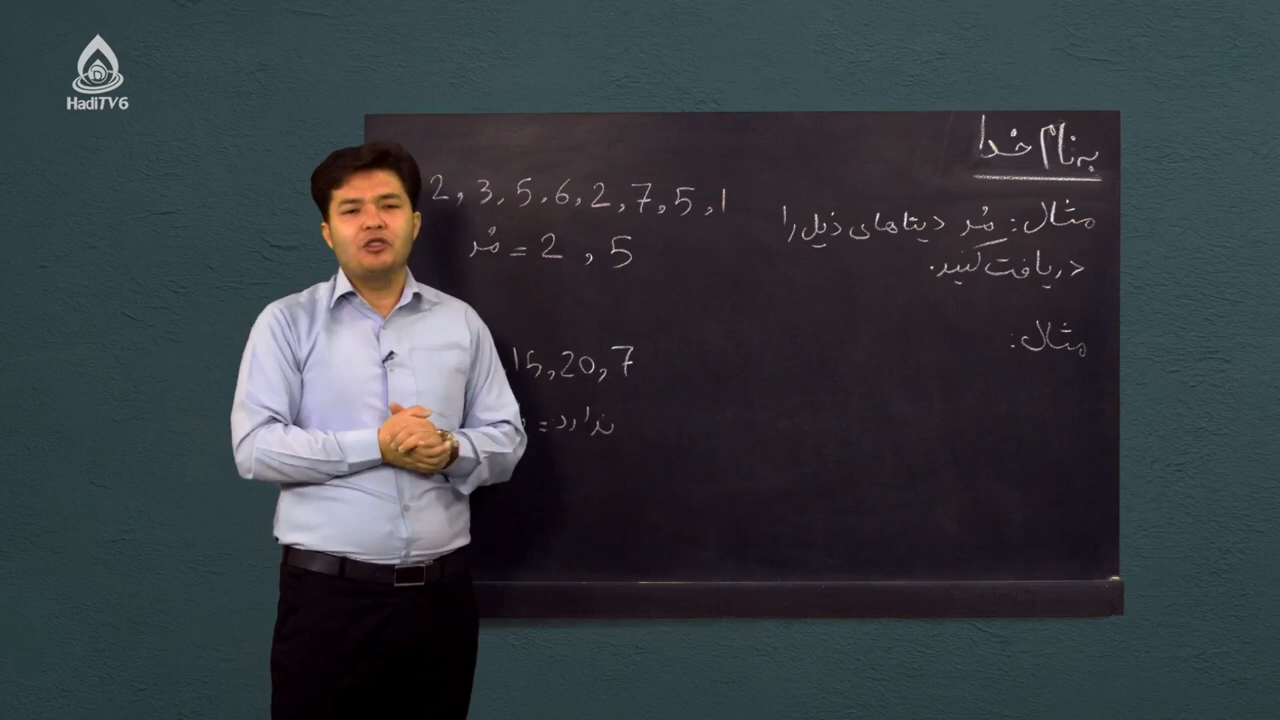 HadiTV6
به نام خدا
مثال: مُد دیتاهای ذیل را
دریافت کنید.
2, 3, 5, 6, 2, 7, 5, 1
مُد = 2 , 5
مثال:
15, 20, 7
ندارد =